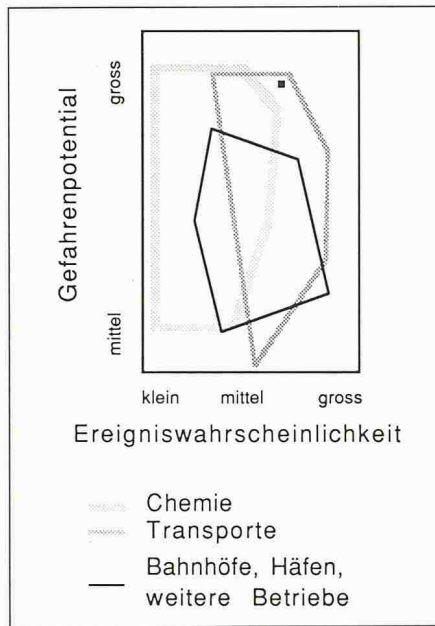 gross
Gefahrenpotential
mittel
klein mittel gross
Ereigniswahrscheinlichkeit
Chemie
Transporte
Bahnhöfe, Häfen,
weitere Betriebe